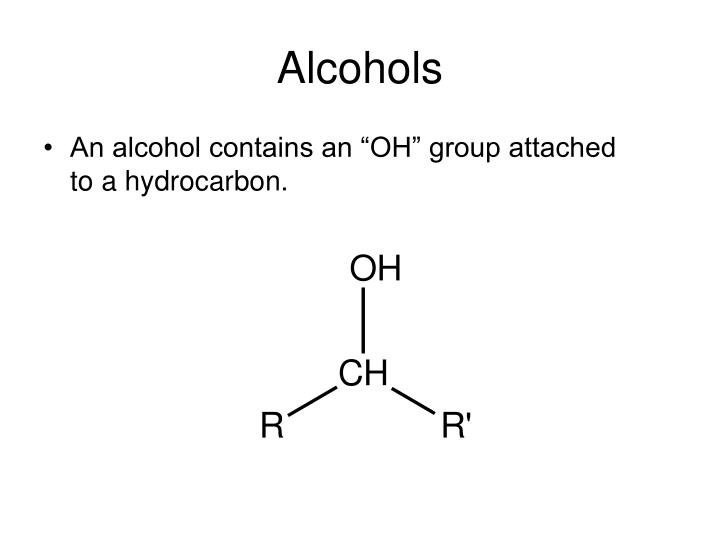 Alcohols
• An alcohol contains an “OH” group attached
to a hydrocarbon.
OH
CH
R R'